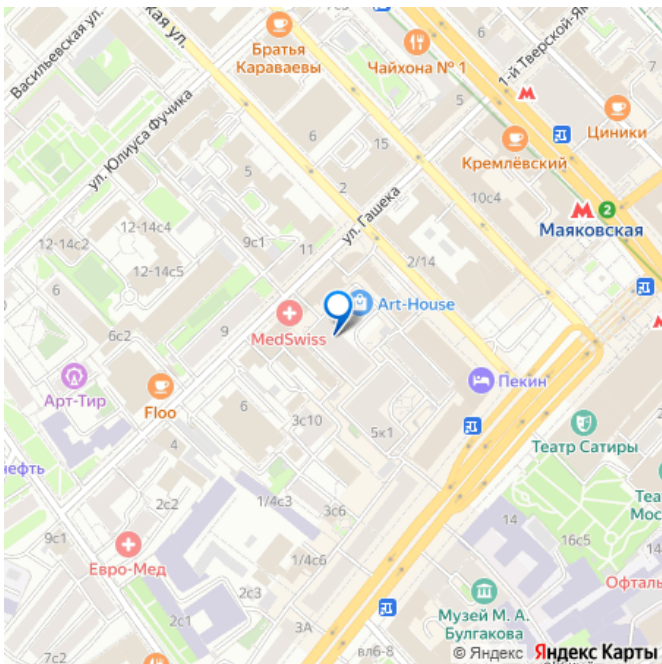 Васильевская ул.
кая ул.
Братья
Караваевы
Чайхона № 1
6
1-й Тверской-Ям
ул. Юлиуса Фучика
6
15
5
Циники
Кремлёвский
5
2
10с4
2
Маяковская
12-14с4
9с1
11
ул. Гашека
12-14с2
12-14с5
2/14
6
Art-House
9
MedSwiss
6с2
Арт-Тир
Floo
6
Пекин
3с10
4
5к1
Театр Сатиры
нефть
2с2
1/4с3
3с6
Теа
Мос
14
16с5
9с1
Евро-Мед
1/4с6
2с3
Офталь
2с1
3А
Музей М. А.
Булгакова
7с2
вл6-8
© Яндекс Яндекс Карты